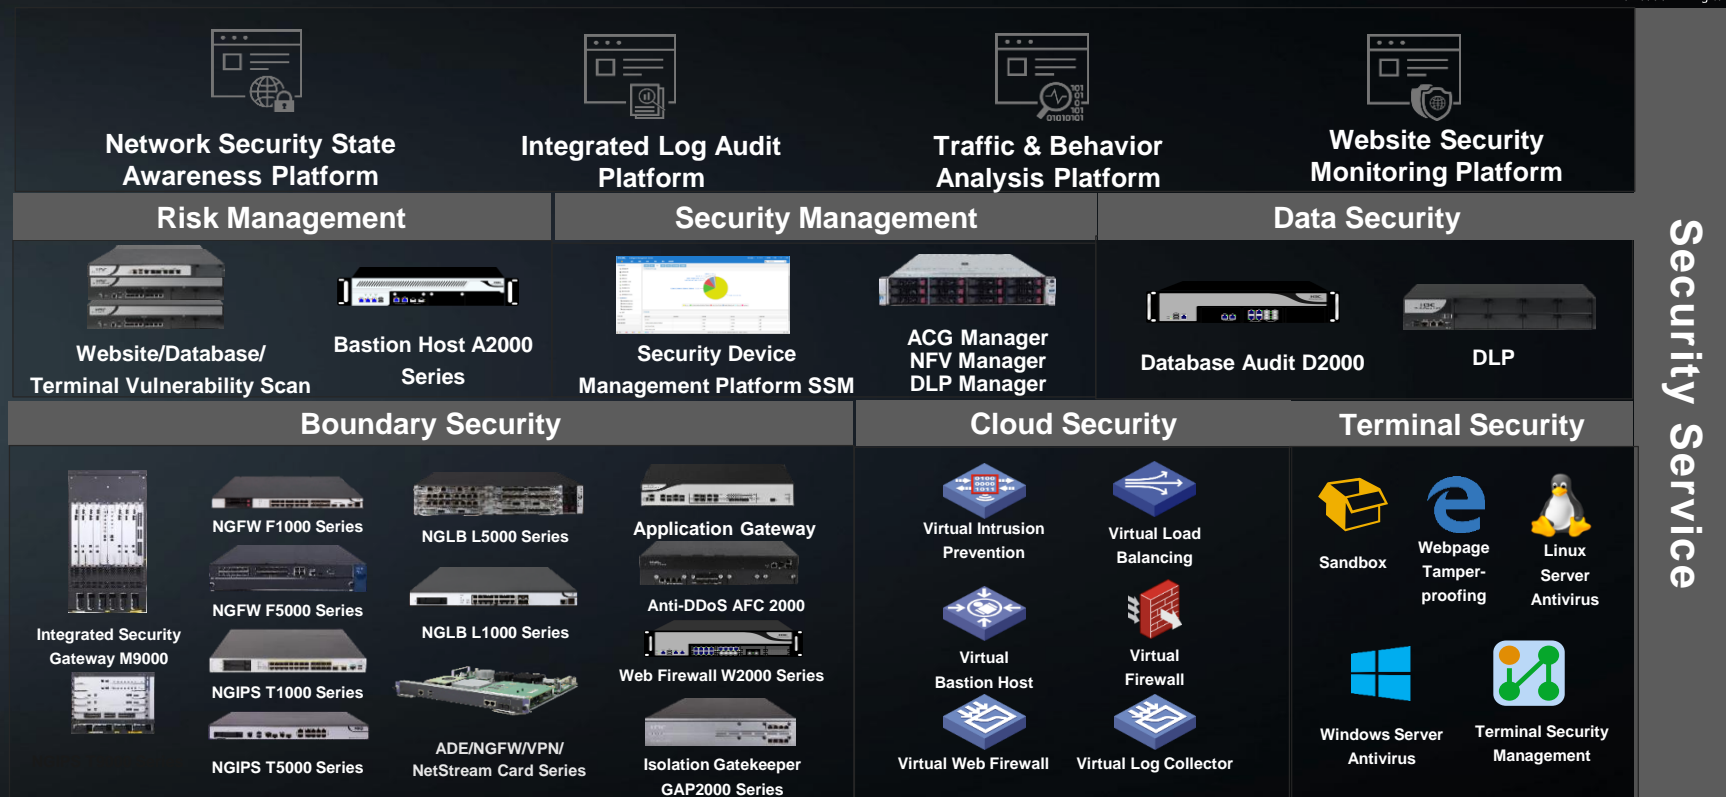 Network Security State
Awareness Platform
Integrated Log Audit
Platform
Traffic & Behavior
Analysis Platform
Website Security
Monitoring Platform
Risk Management
Security Management
Data Security
Website/Database/
Terminal Vulnerability Scan
Bastion Host A2000
Series
Security Device
Management Platform SSM
ACG Manager
NFV Manager
DLP Manager
Database Audit D2000
DLP
Boundary Security
Cloud Security
Terminal Security
Integrated Security
Gateway M9000
NGFW F1000 Series
NGFW F5000 Series
NGIPS T1000 Series
NGIPS T5000 Series
NGLB L5000 Series
NGLB L1000 Series
ADE/NGFW/VPN/
NetStream Card Series
Application Gateway
Anti-DDoS AFC 2000
Web Firewall W2000 Series
Isolation Gatekeeper
GAP2000 Series
0100
0000
1011
Virtual Intrusion
Prevention
Virtual Load
Balancing
Virtual
Bastion Host
Virtual
Firewall
Virtual Web Firewall
Virtual Log Collector
Sandbox
Webpage
Tamper-
proofing
Linux
Server
Antivirus
Windows Server
Antivirus
Terminal Security
Management
Security Service